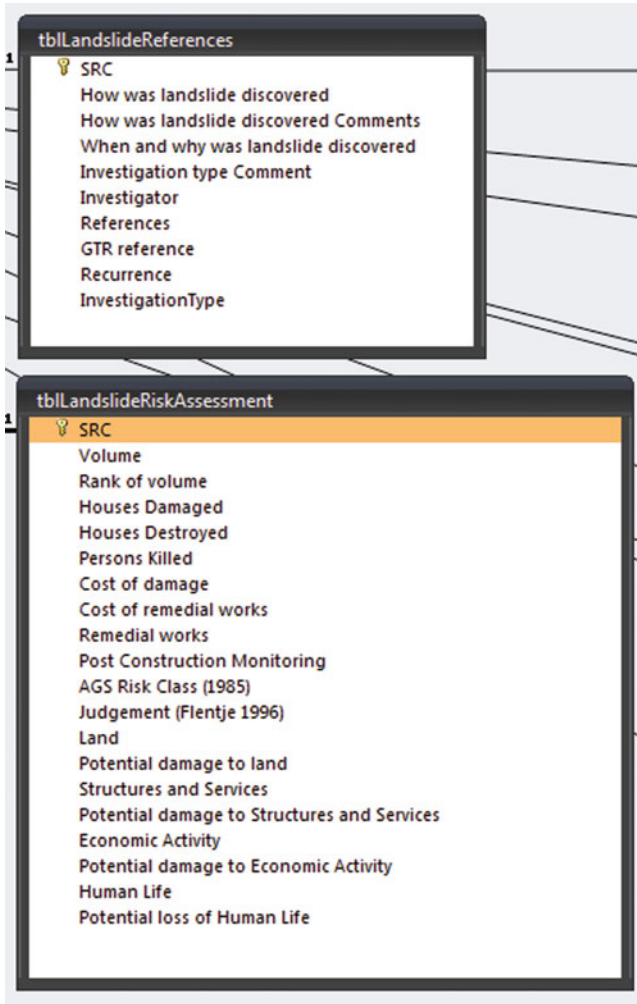 tblLandslideReferences
1
SRC
How was landslide discovered
How was landslide discovered Comments
When and why was landslide discovered
Investigation type Comment
Investigator
References
GTR reference
Recurrence
InvestigationType
tblLandslideRiskAssessment
1
SRC
Volume
Rank of volume
Houses Damaged
Houses Destroyed
Persons Killed
Cost of damage
Cost of remedial works
Remedial works
Post Construction Monitoring
AGS Risk Class (1985)
Judgement (Flentje 1996)
Land
Potential damage to land
Structures and Services
Potential damage to Structures and Services
Economic Activity
Potential damage to Economic Activity
Human Life
Potential loss of Human Life